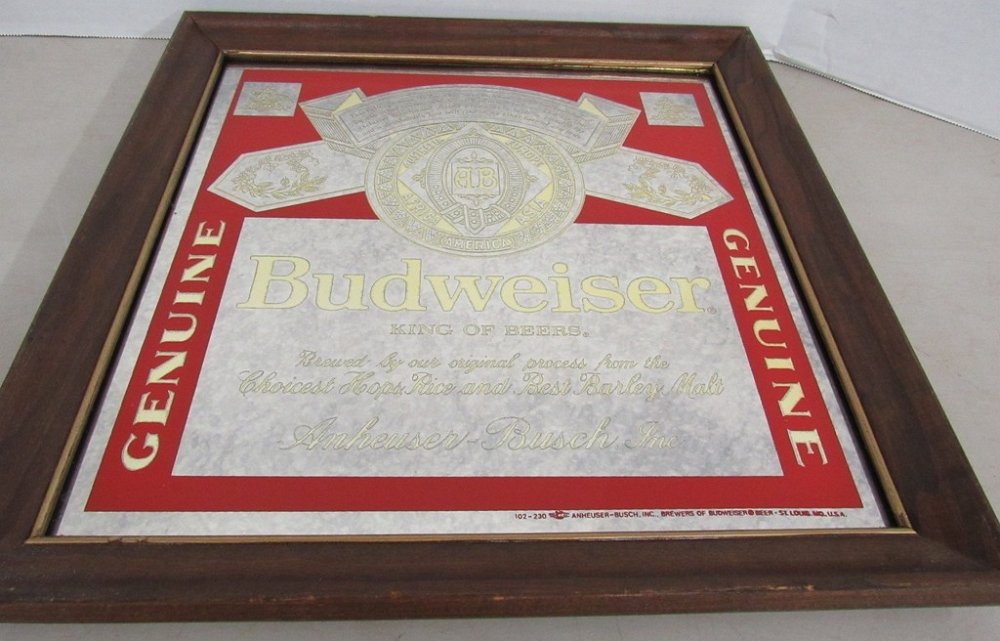 AB
ASIA
AMERICA
GENUINE
GENUINE
Budweiser®
KING OF BEERS®
Brewed by our original process from the
Choicest Hops, Rice and Best Barley Malt
Anheuser-Busch, Inc.
102-230 ANHEUSER-BUSCH, INC., BREWERS OF BUDWEISER® BEER - ST. LOUIS, MO., U.S.A.